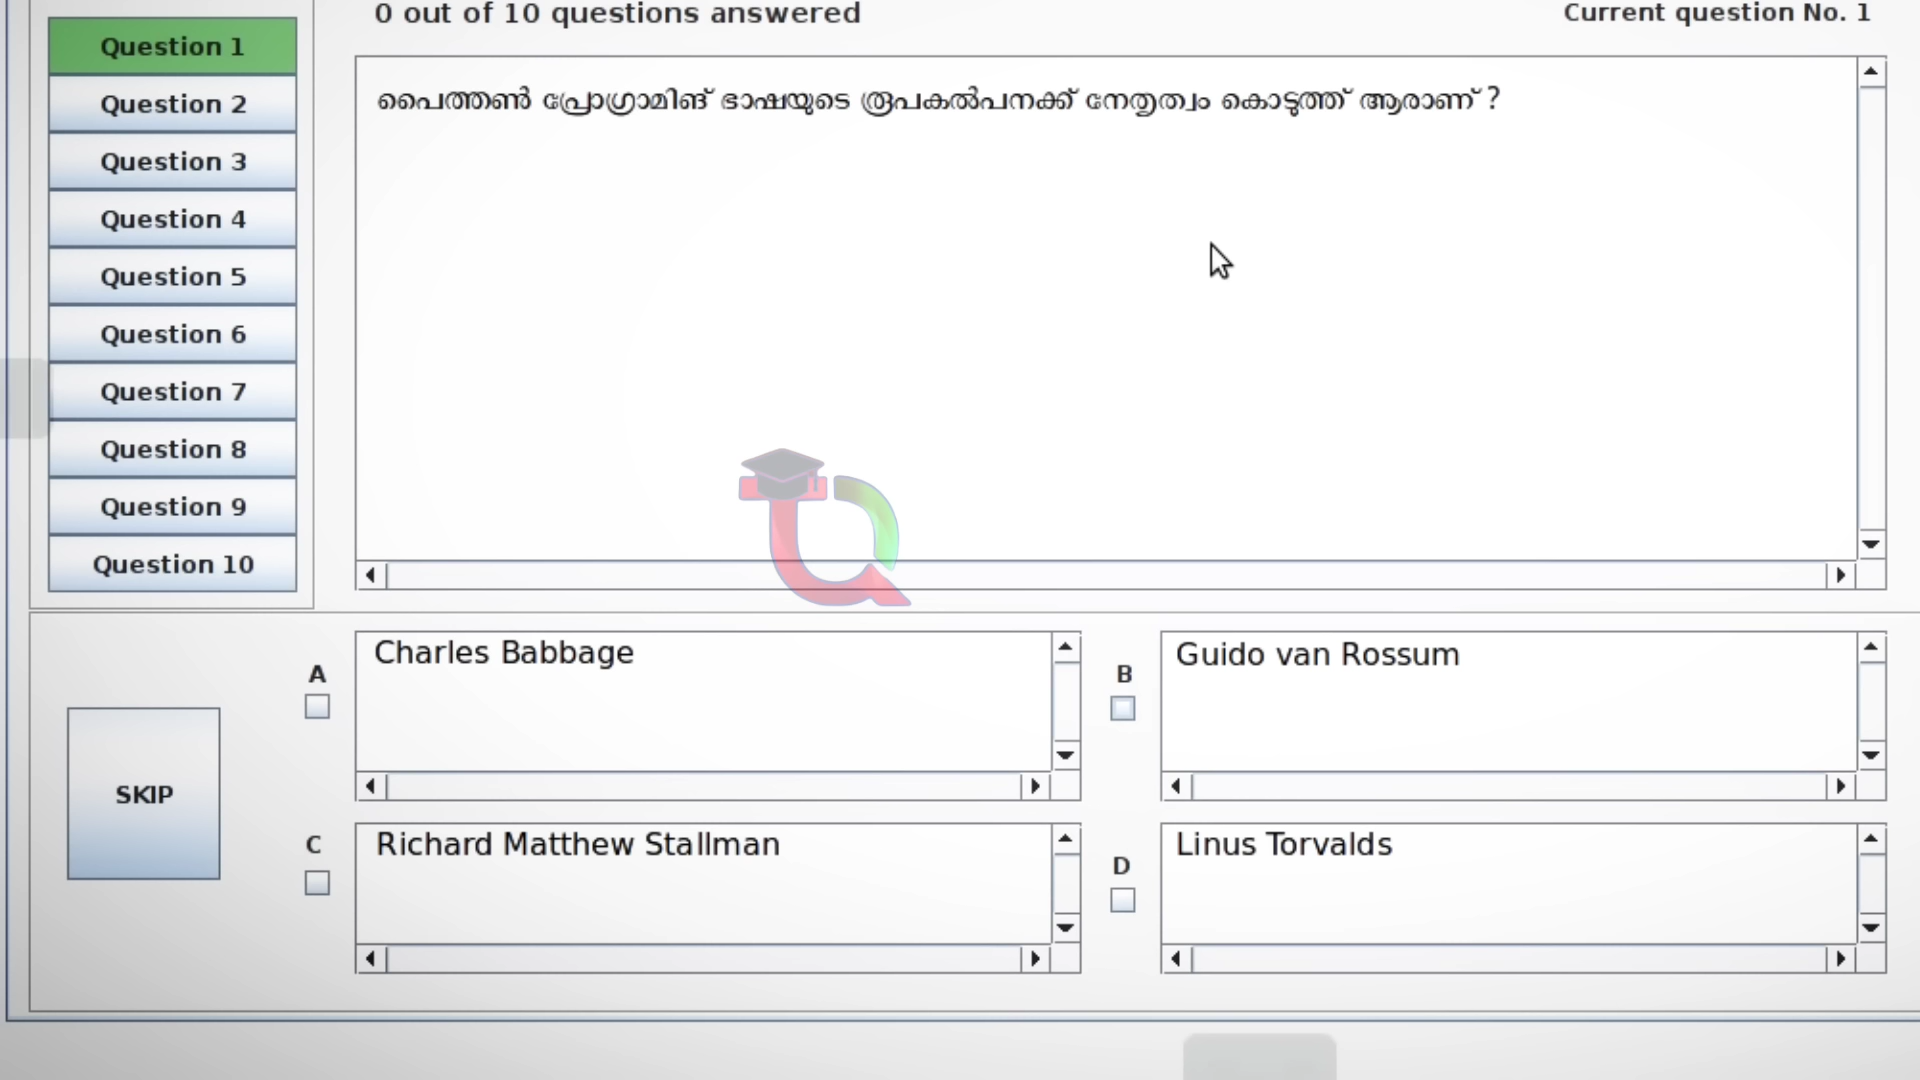 0 out of 10 questions answered
Current question No. 1
Question 1
Question 2
Question 3
Question 4
Question 5
Question 6
Question 7
Question 8
Question 9
Question 10
പൈത്തൺ പ്രോഗ്രാമിങ് ഭാഷയുടെ രൂപകൽപനക്ക് നേതൃത്വം കൊടുത്ത് ആരാണ് ?
SKIP
A
Charles Babbage
B
Guido van Rossum
C
Richard Matthew Stallman
D
Linus Torvalds